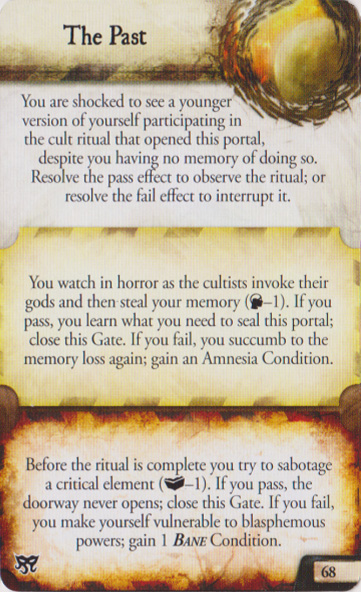 The Past
You are shocked to see a younger
version of yourself participating in
the cult ritual that opened this portal,
despite you having no memory of doing so.
Resolve the pass effect to observe the ritual; or
resolve the fail effect to interrupt it.
You watch in horror as the cultists invoke their
gods and then steal your memory (–1). If you
pass, you learn what you need to seal this portal;
close this Gate. If you fail, you succumb to the
memory loss again; gain an Amnesia Condition.
Before the ritual is complete you try to sabotage
a critical element (–1). If you pass, the
doorway never opens; close this Gate. If you fail,
you make yourself vulnerable to blasphemous
powers; gain 1 BANE Condition.
68